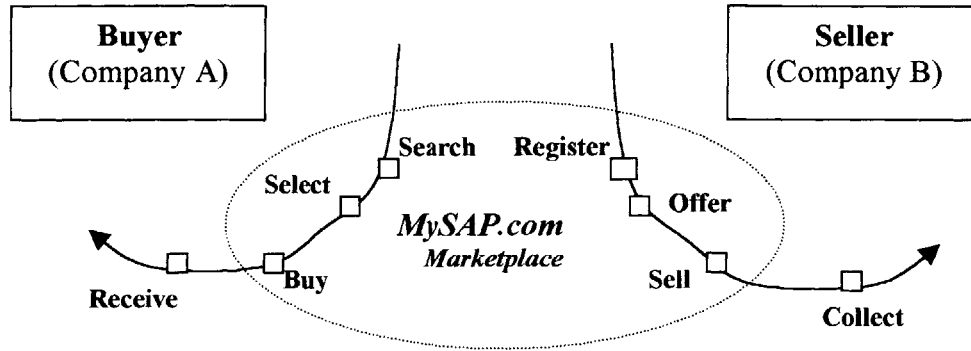 Buyer
(Company A)
Seller
(Company B)
Search
Register
Select
Offer
MySAP.com
Marketplace
Buy
Sell
Receive
Collect